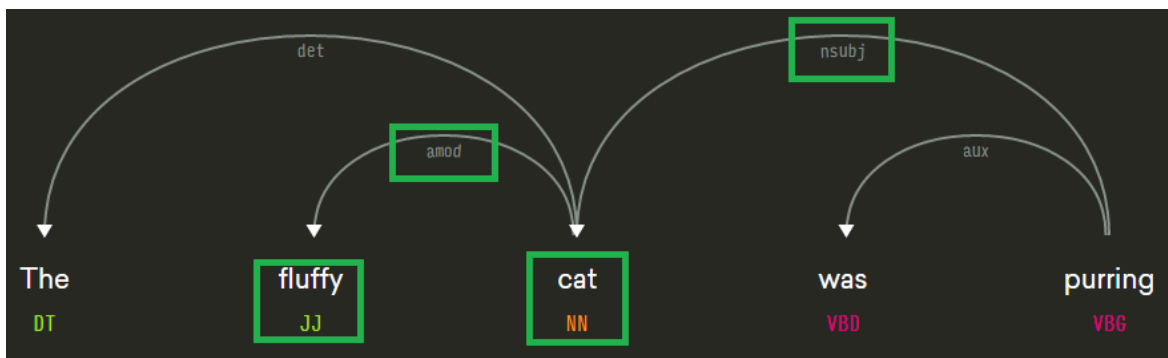 det nsubj
amod aux
The fluffy cat was purring
DT JJ NN VBD VBG